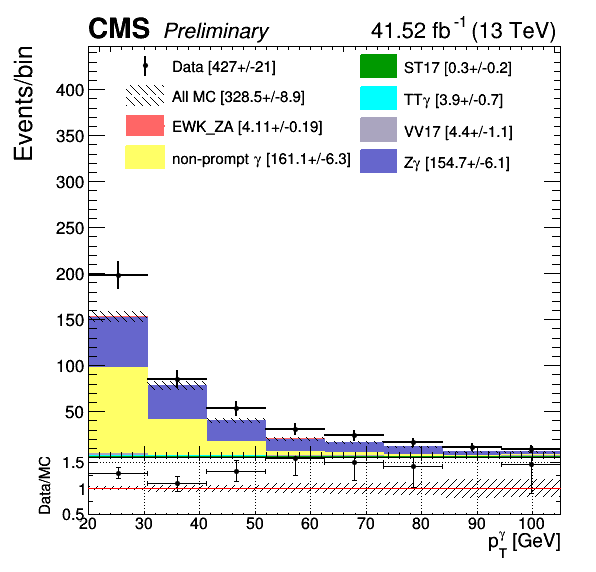 CMS Preliminary 41.52 fb⁻¹ (13 TeV)
Events/bin
Data [427+/-21]
All MC [328.5+/-8.9]
EWK_ZA [4.11+/-0.19]
non-prompt γ [161.1+/-6.3]
ST17 [0.3+/-0.2]
TTγ [3.9+/-0.7]
VV17 [4.4+/-1.1]
Zγ [154.7+/-6.1]
400
350
300
250
200
150
100
50
Data/MC
1.5
1
0.5
20 30 40 50 60 70 80 90 100
p_T^γ [GeV]